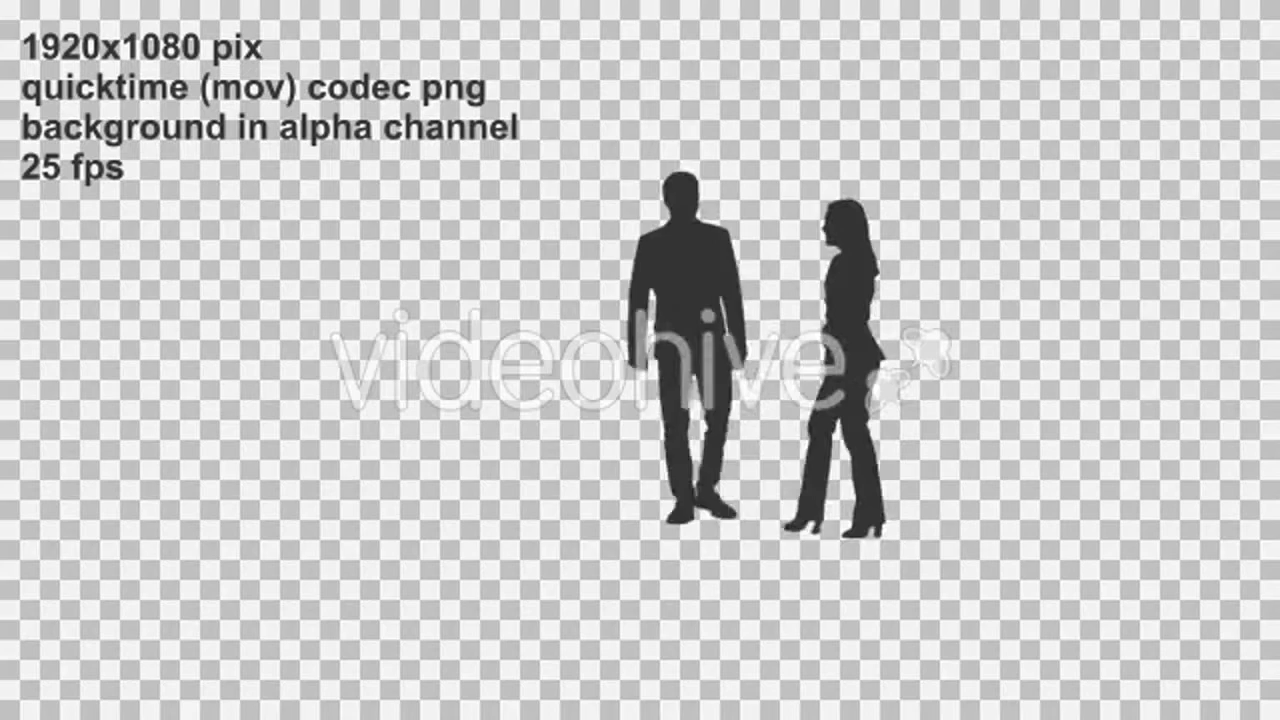 1920x1080 pix
quicktime (mov) codec png
background in alpha channel
25 fps
videohive